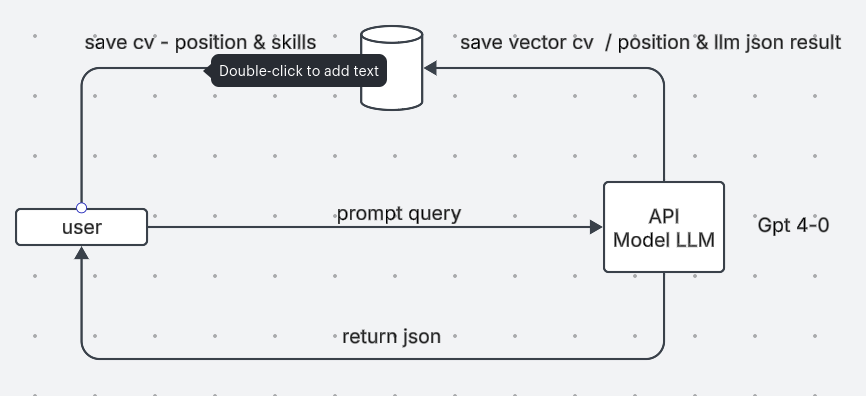 save cv - position & skills
save vector cv / position & llm json result
Double-click to add text
user
prompt query
API
Model LLM
Gpt 4-0
return json